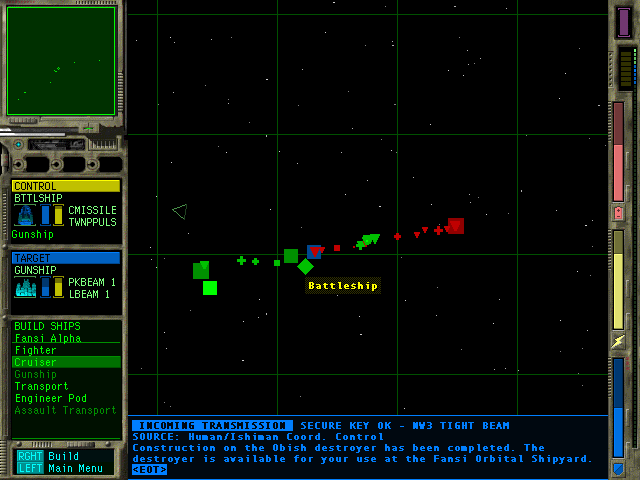 CONTROL
BTTLSHIP
CMISSILE
TWNPPULS
Gunship
TARGET
GUNSHIP
PKBEAM 1
LBEAM 1
BUILD SHIPS
Fansi Alpha
Fighter
Cruiser
Gunship
Transport
Engineer Pod
Assault Transport
RGHT Build
LEFT Main Menu
Battleship
INCOMING TRANSMISSION SECURE KEY OK - NW3 TIGHT BEAM
SOURCE: Human/Ishiman Coord. Control
Construction on the Obish destroyer has been completed. The
destroyer is available for your use at the Fansi Orbital Shipyard.
<EOT>